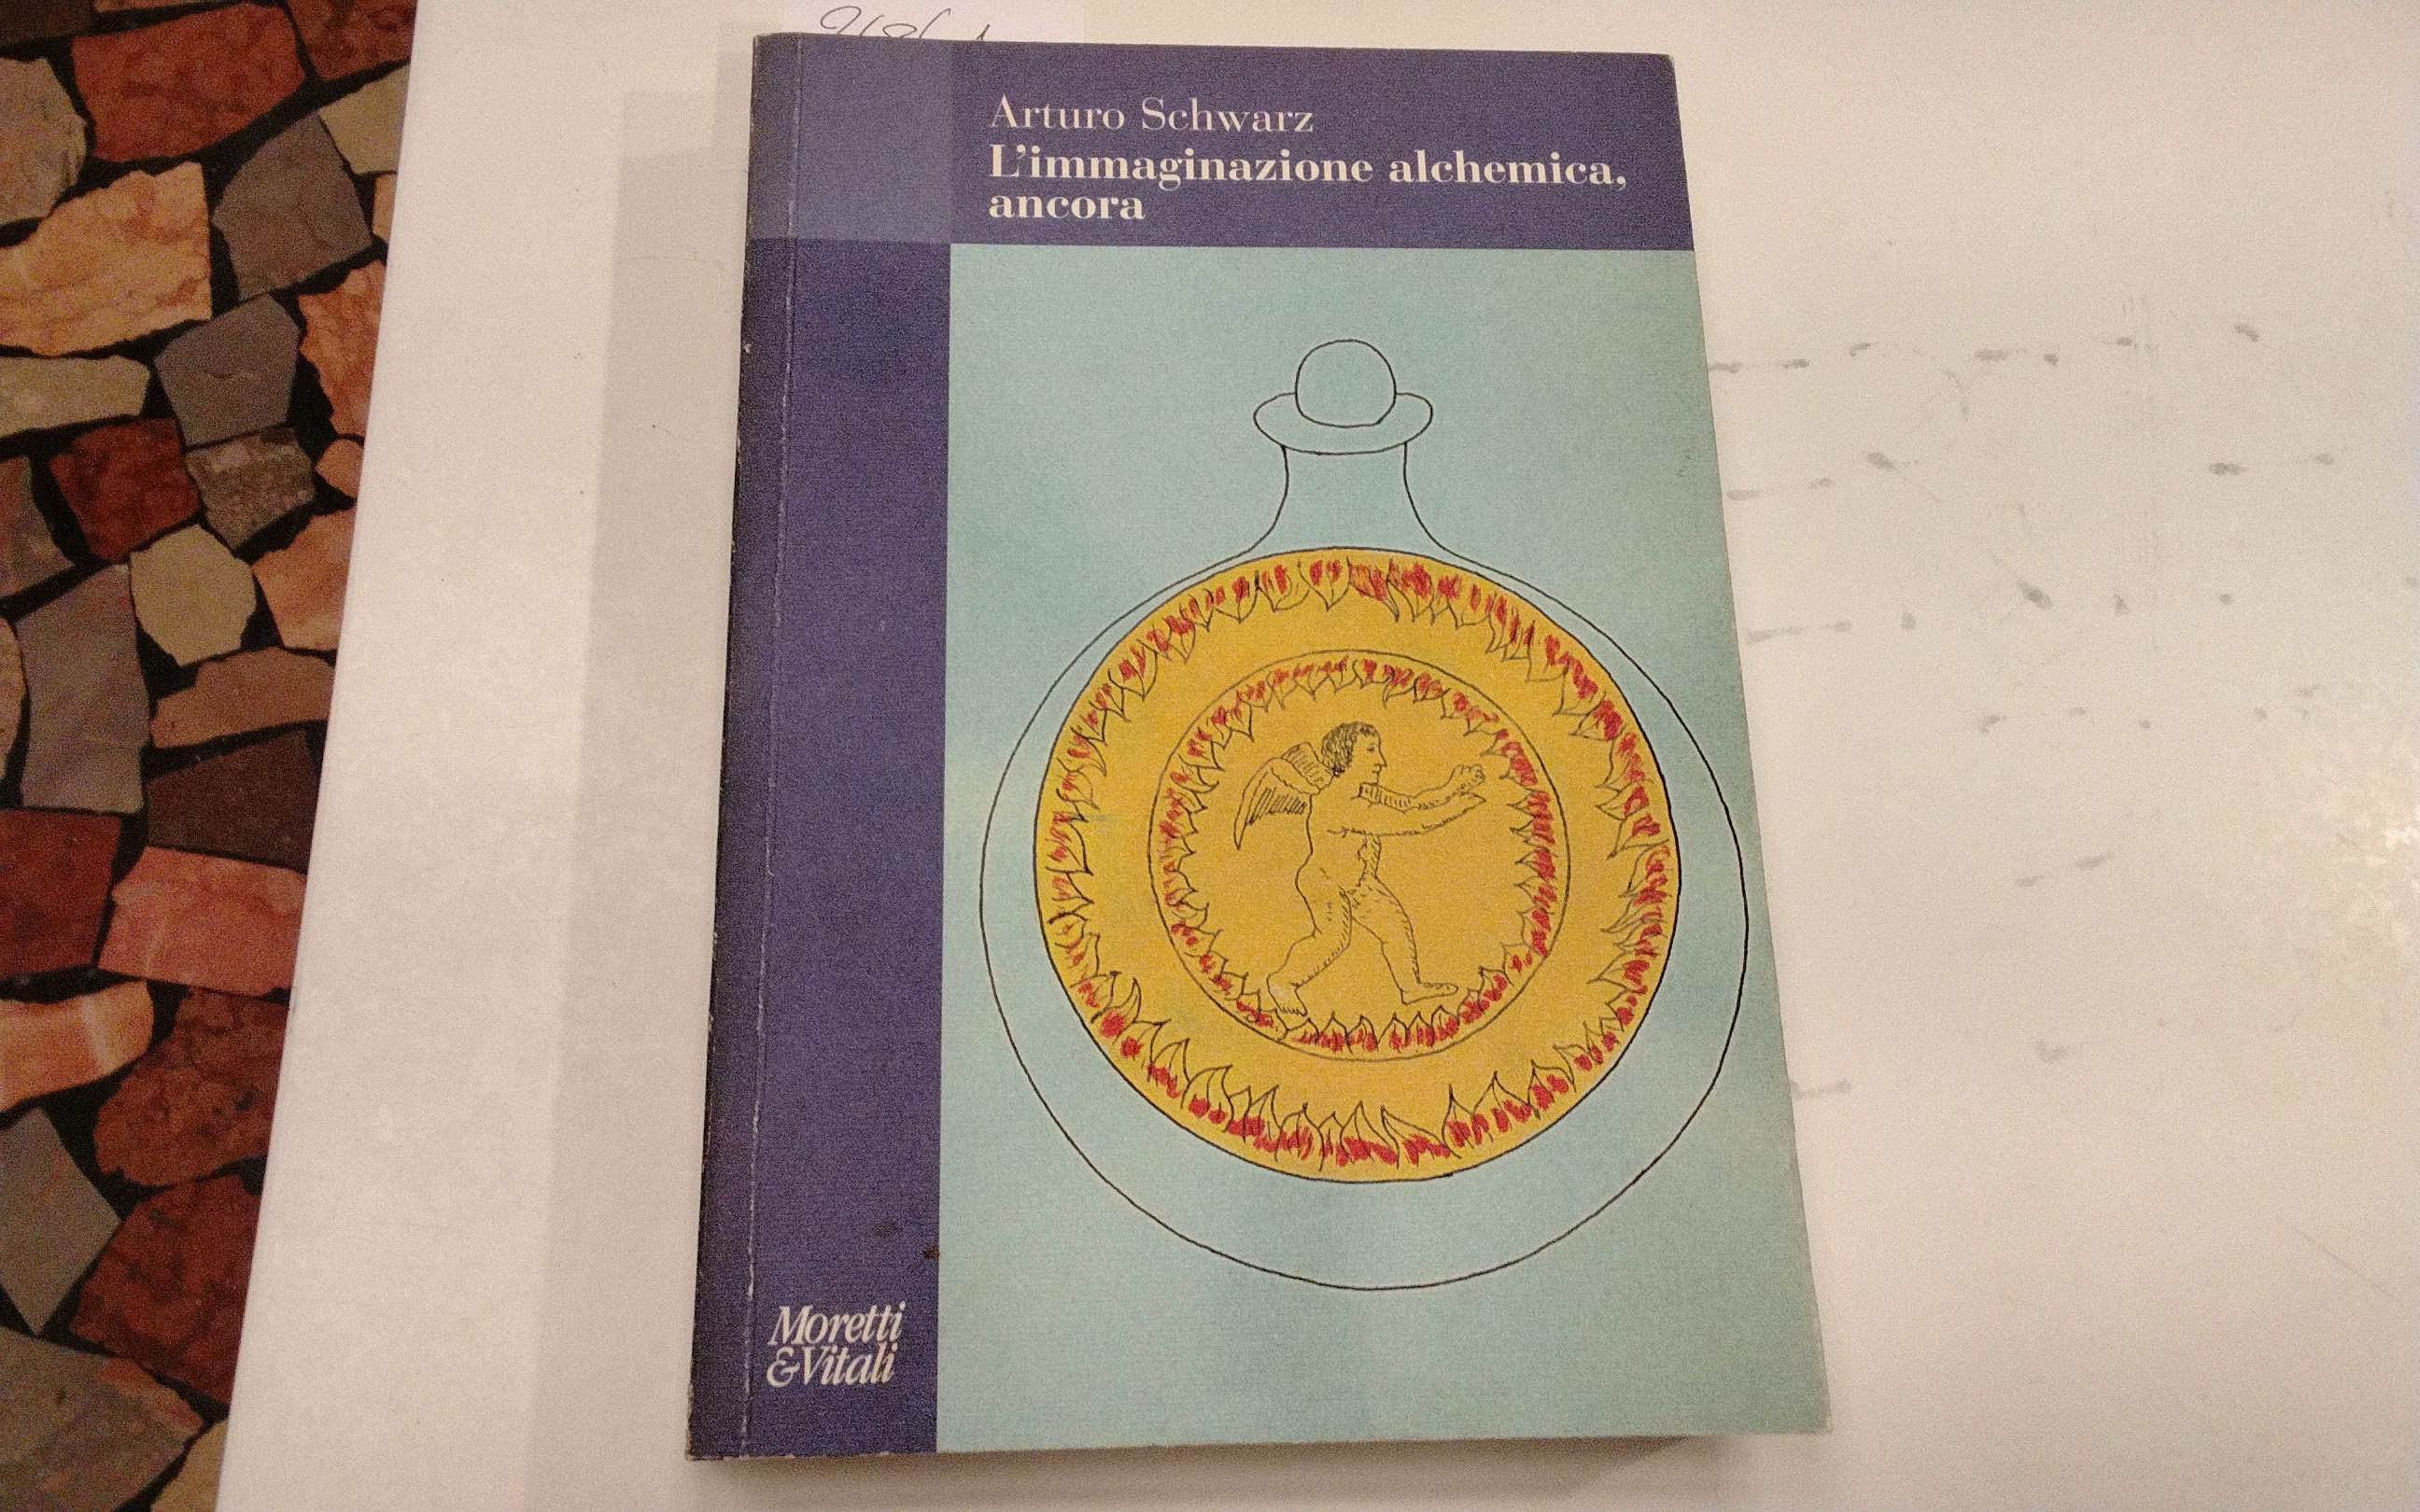 Arturo Schwarz
L'immaginazione alchemica,
ancora
Moretti
&Vitali